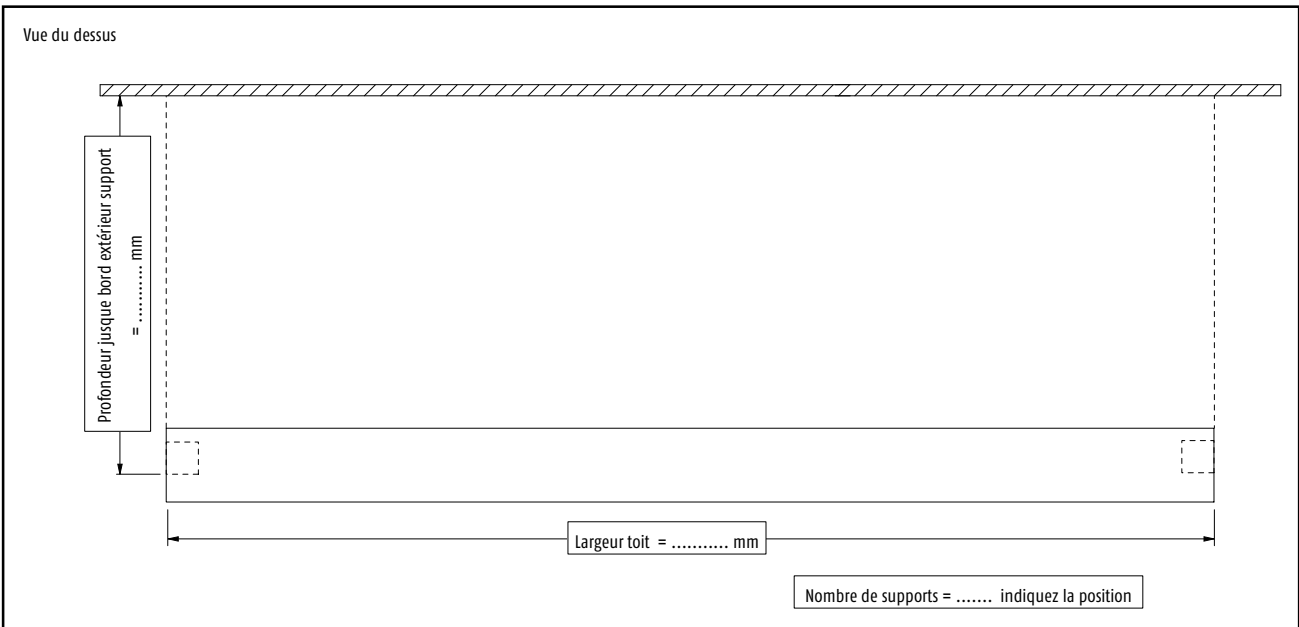 Vue du dessus
Profondeur jusque bord extérieur support
= ........... mm
Largeur toit = ........... mm
Nombre de supports = ....... indiquez la position